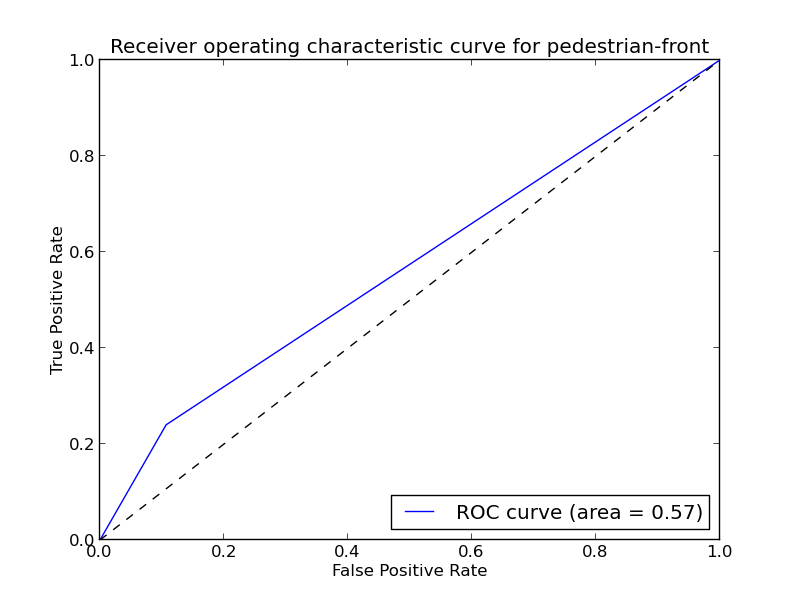 Receiver operating characteristic curve for pedestrian-front
1.0
0.8
0.6
0.4
0.2
0.0
True Positive Rate
ROC curve (area = 0.57)
0.0 0.2 0.4 0.6 0.8 1.0
False Positive Rate